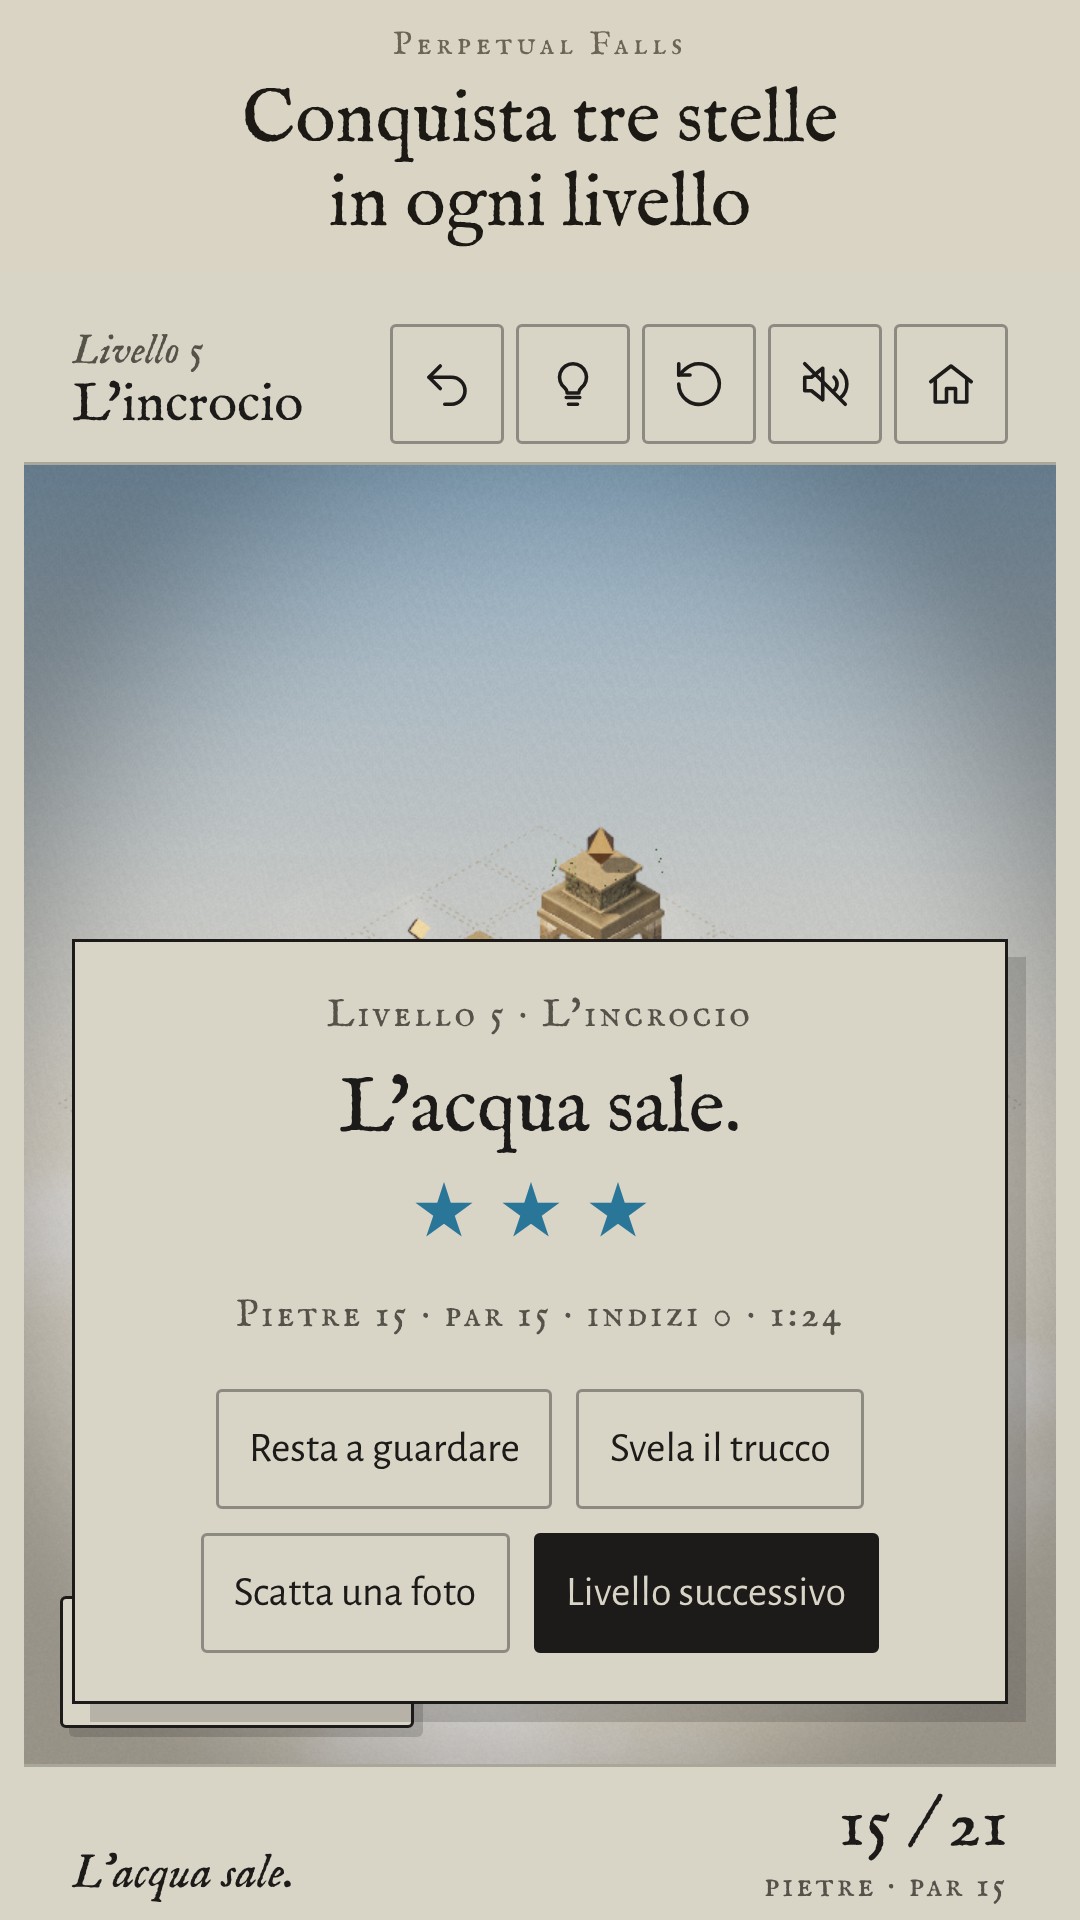 Perpetual Falls
Conquista tre stelle
in ogni livello
Livello 5
L’incrocio
Livello 5 · L’incrocio
L’acqua sale.
Pietre 15 · par 15 · indizi 0 · 1:24
Resta a guardare
Svela il trucco
Scatta una foto
Livello successivo
15 / 21
L’acqua sale.
pietre · par 15